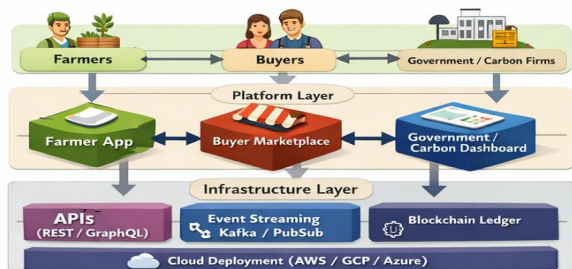 Farmers
Buyers
Government / Carbon Firms
Platform Layer
Farmer App
Buyer Marketplace
Government /
Carbon Dashboard
Infrastructure Layer
APIs
(REST / GraphQL)
Event Streaming
Kafka / PubSub
Blockchain Ledger
Cloud Deployment (AWS / GCP / Azure)